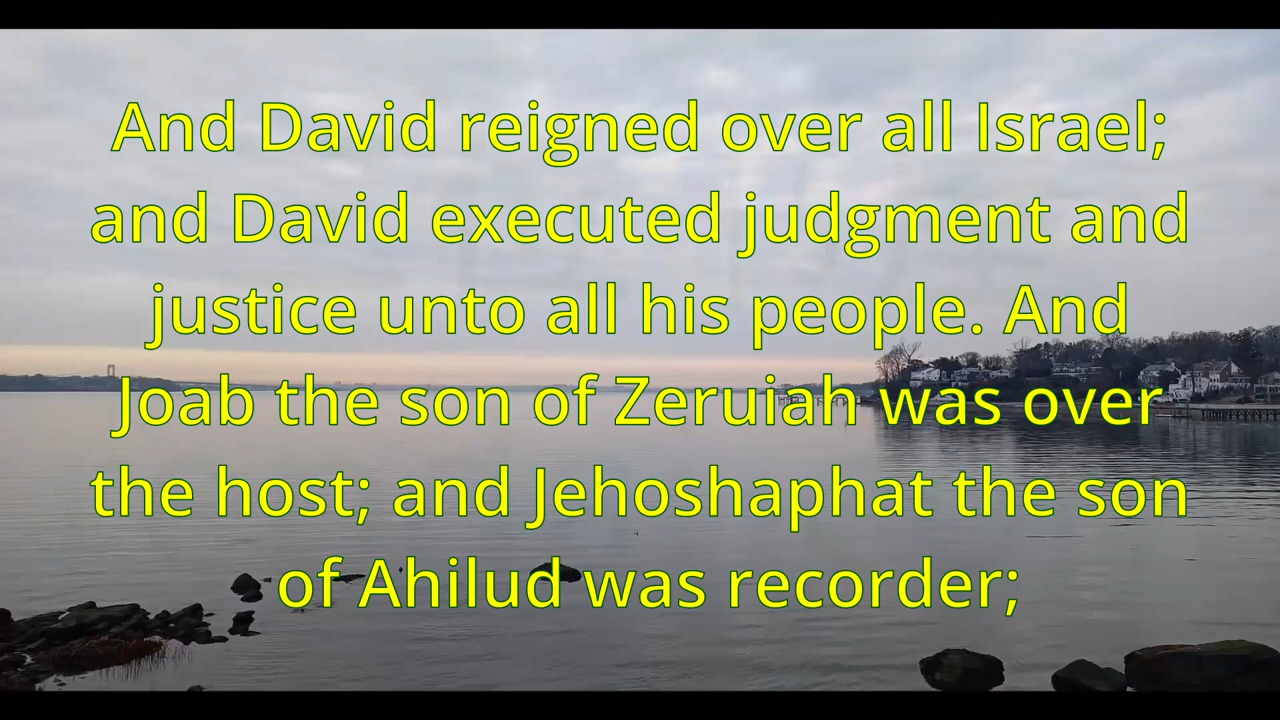 And David reigned over all Israel;
and David executed judgment and
justice unto all his people. And
Joab the son of Zeruiah was over
the host; and Jehoshaphat the son
of Ahilud was recorder;